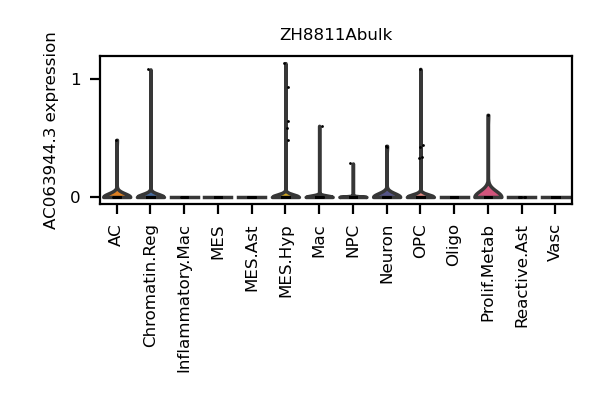 ZH8811Abulk
AC063944.3 expression
1
0
AC
Chromatin.Reg
Inflammatory.Mac
MES
MES.Ast
MES.Hyp
Mac
NPC
Neuron
OPC
Oligo
Prolif.Metab
Reactive.Ast
Vasc